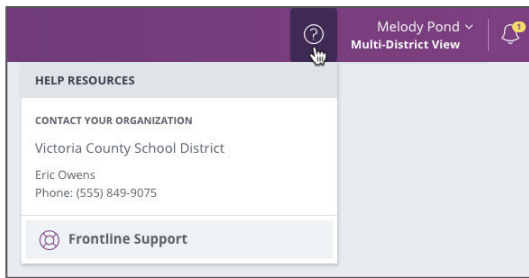 Melody Pond
Multi-District View
1
HELP RESOURCES
CONTACT YOUR ORGANIZATION
Victoria County School District
Eric Owens
Phone: (555) 849-9075
Frontline Support